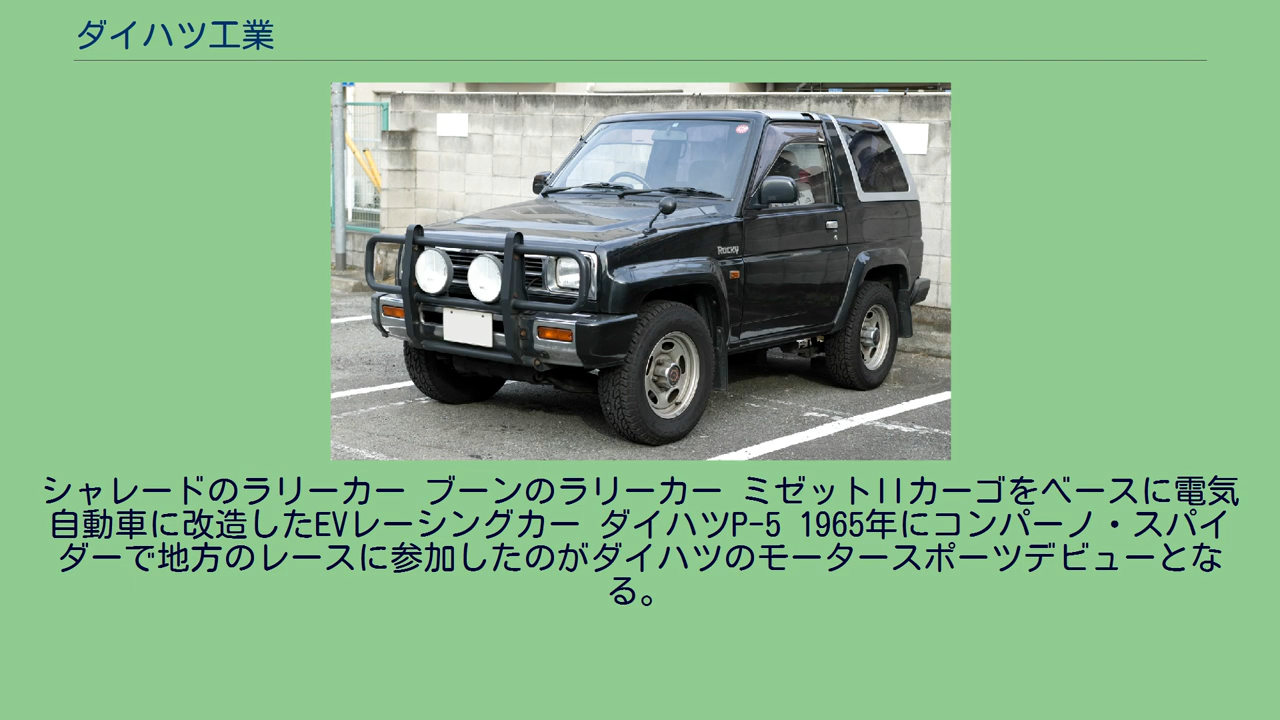 ダイハツ工業
Rocky
シャレードのラリーカー ブーンのラリーカー ミゼットIIカーゴをベースに電気
自動車に改造したEVレーシングカー ダイハツP-5 1965年にコンパーノ・スパイ
ダーで地方のレースに参加したのがダイハツのモータースポーツデビューとな
る。